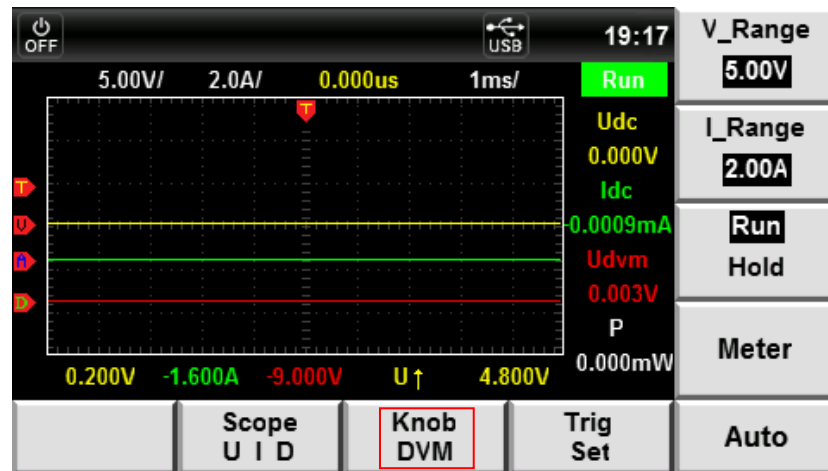 OFF USB 19:17
5.00V/ 2.0A/ 0.000us 1ms/ Run
T
Udc
0.000V
Idc
-0.0009mA
Udvm
0.003V
P
0.000mW
T
U
A
D
0.200V -1.600A -9.000V U↑ 4.800V
V_Range
5.00V
I_Range
2.00A
Run
Hold
Meter
Auto
Scope
U I D
Knob
DVM
Trig
Set